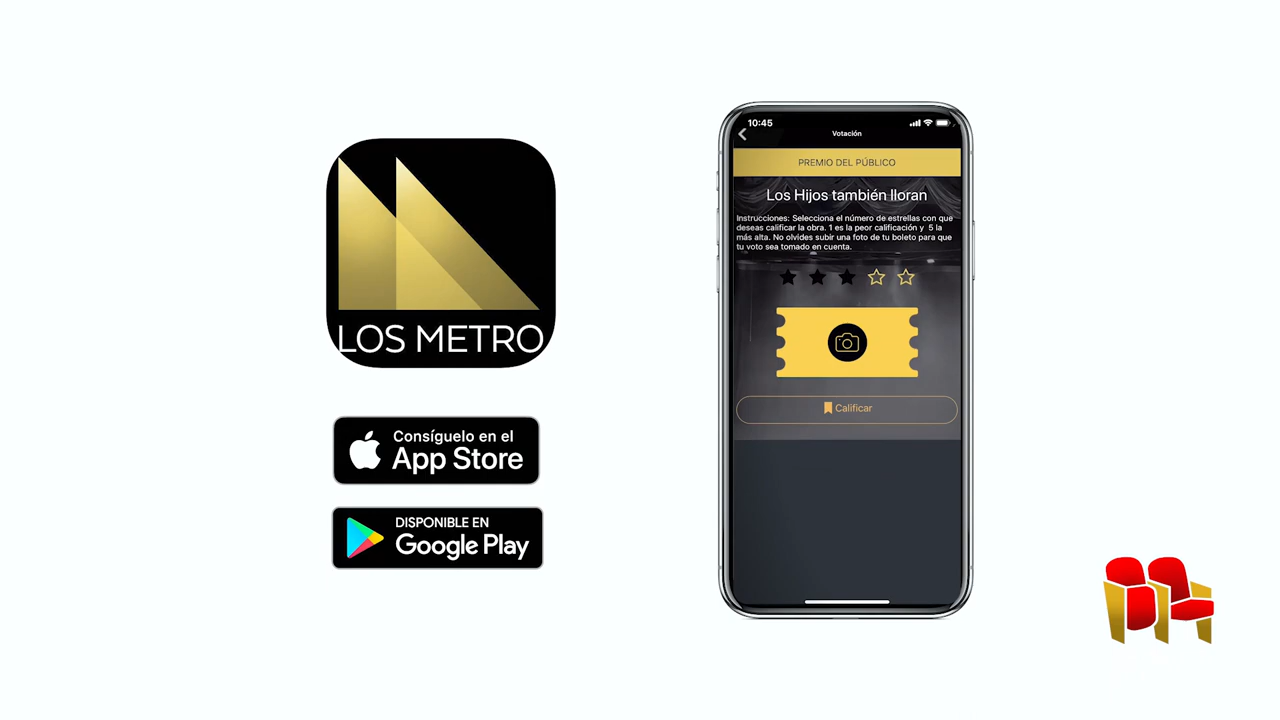 LOS METRO
Consíguelo en el
App Store
DISPONIBLE EN
Google Play
10:45
Votación
PREMIO DEL PÚBLICO
Los Hijos también lloran
Instrucciones: Selecciona el número de estrellas con que
deseas calificar la obra. 1 es la peor calificación y 5 la
más alta. No olvides subir una foto de tu boleto para que
tu voto sea tomado en cuenta.
Calificar